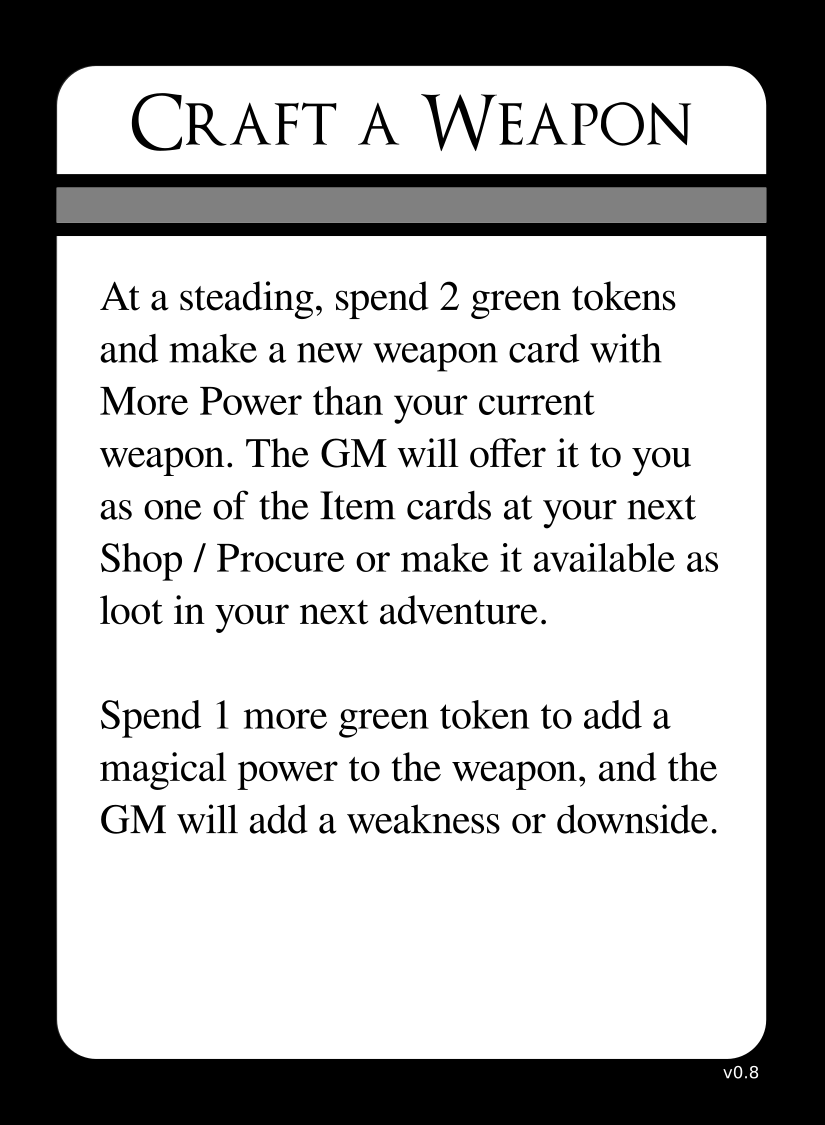 Craft a Weapon
At a steading, spend 2 green tokens
and make a new weapon card with
More Power than your current
weapon. The GM will offer it to you
as one of the Item cards at your next
Shop / Procure or make it available as
loot in your next adventure.
Spend 1 more green token to add a
magical power to the weapon, and the
GM will add a weakness or downside.
v0.8